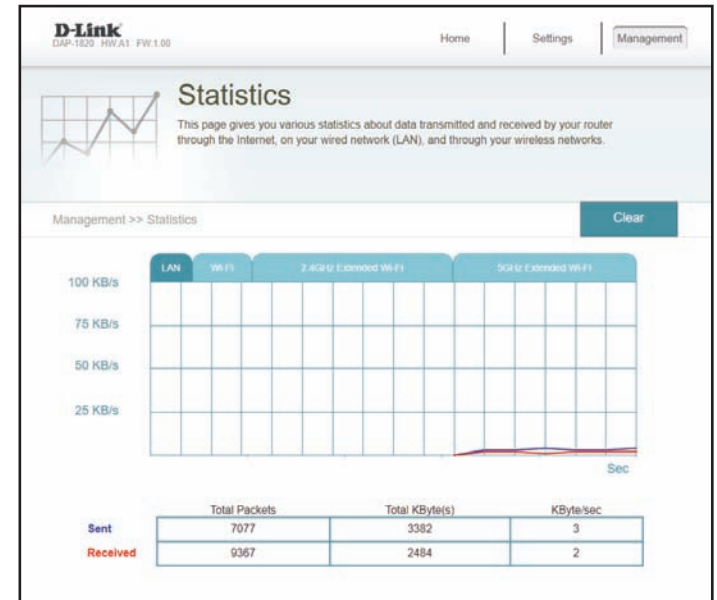 D-Link
DAP-1820 HW:A1 FW:1.00
Home Settings Management
Statistics
This page gives you various statistics about data transmitted and received by your router
through the Internet, on your wired network (LAN), and through your wireless networks.
Management >> Statistics
Clear
LAN Wi-Fi 2.4GHz Extended Wi-Fi 5GHz Extended Wi-Fi
100 KB/s
75 KB/s
50 KB/s
25 KB/s
Sec
Total Packets Total KByte(s) KByte/sec
Sent 7077 3382 3
Received 9367 2484 2